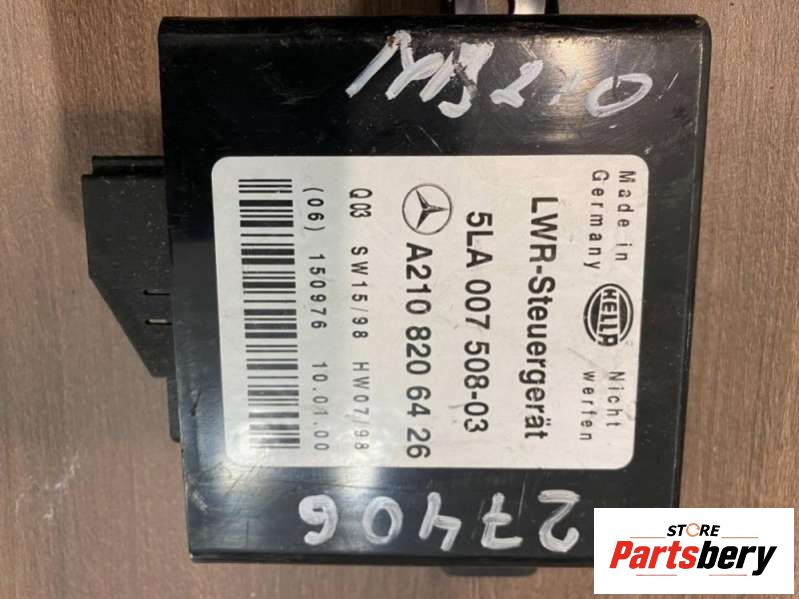 Made in
Germany
HELLA
Nicht
werfen
LWR-Steuergerät
5LA 007 508-03
A210 820 64 26
Q03 SW15/98 HW07/98
(06) 150976 10.01.00
27406
STORE
Partsbery